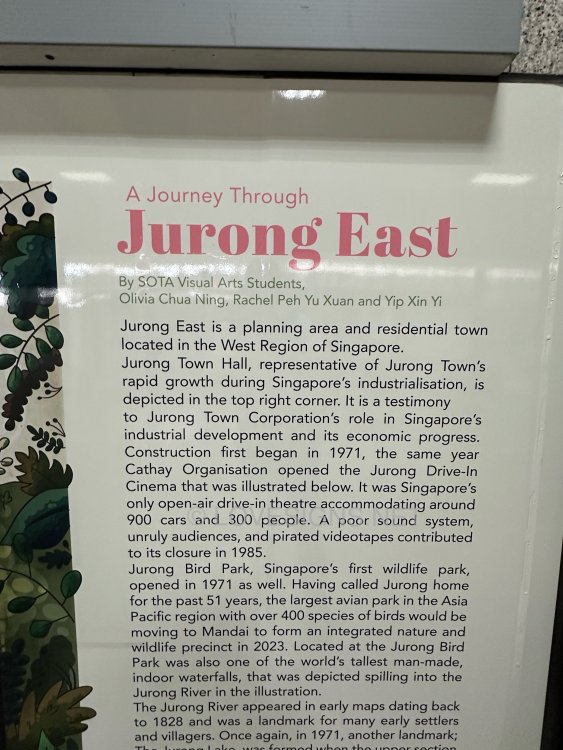 A Journey Through
Jurong East
By SOTA Visual Arts Students,
Olivia Chua Ning, Rachel Peh Yu Xuan and Yip Xin Yi
Jurong East is a planning area and residential town
located in the West Region of Singapore.
Jurong Town Hall, representative of Jurong Town's
rapid growth during Singapore's industrialisation, is
depicted in the top right corner. It is a testimony
to Jurong Town Corporation's role in Singapore's
industrial development and its economic progress.
Construction first began in 1971, the same year
Cathay Organisation opened the Jurong Drive-In
Cinema that was illustrated below. It was Singapore's
only open-air drive-in theatre accommodating around
900 cars and 300 people. A poor sound system,
unruly audiences, and pirated videotapes contributed
to its closure in 1985.
Jurong Bird Park, Singapore's first wildlife park,
opened in 1971 as well. Having called Jurong home
for the past 51 years, the largest avian park in the Asia
Pacific region with over 400 species of birds would be
moving to Mandai to form an integrated nature and
wildlife precinct in 2023. Located at the Jurong Bird
Park was also one of the world's tallest man-made,
indoor waterfalls, that was depicted spilling into the
Jurong River in the illustration.
The Jurong River appeared in early maps dating back
to 1828 and was a landmark for many early settlers
and villagers. Once again, in 1971, another landmark;
The Jurong Lake, was formed when the upper section